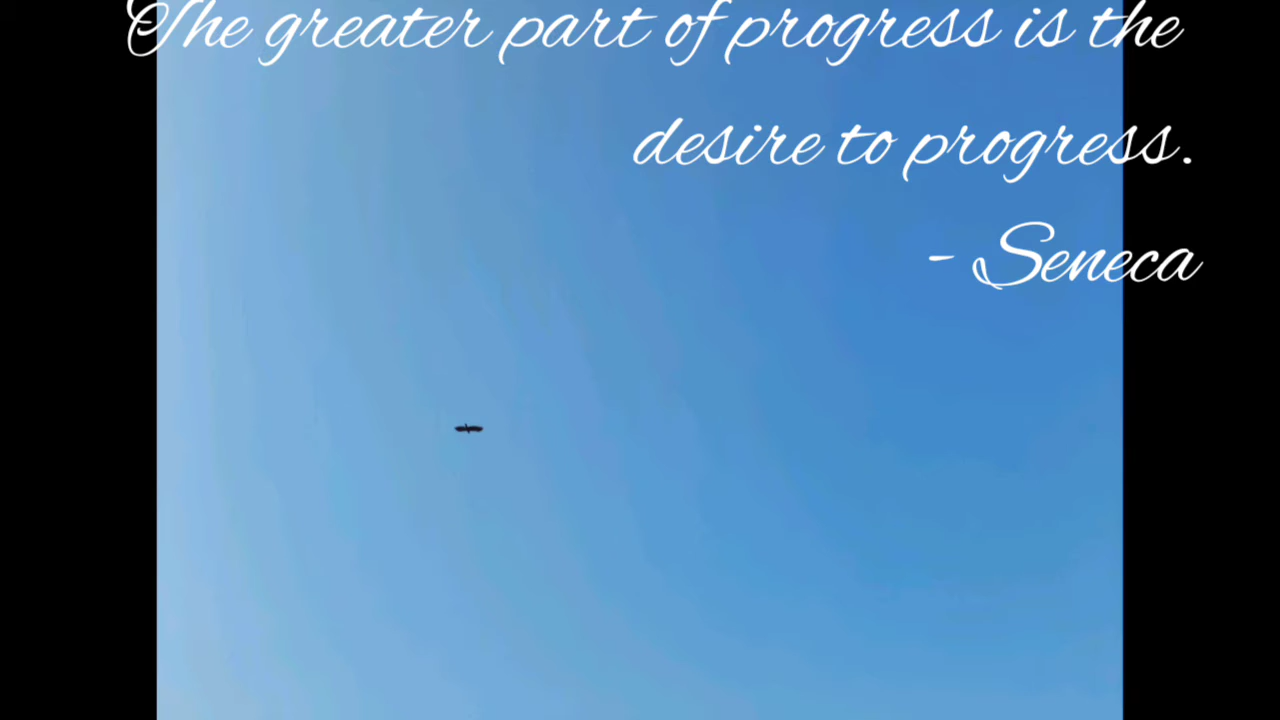 The greater part of progress is the
desire to progress.
- Seneca